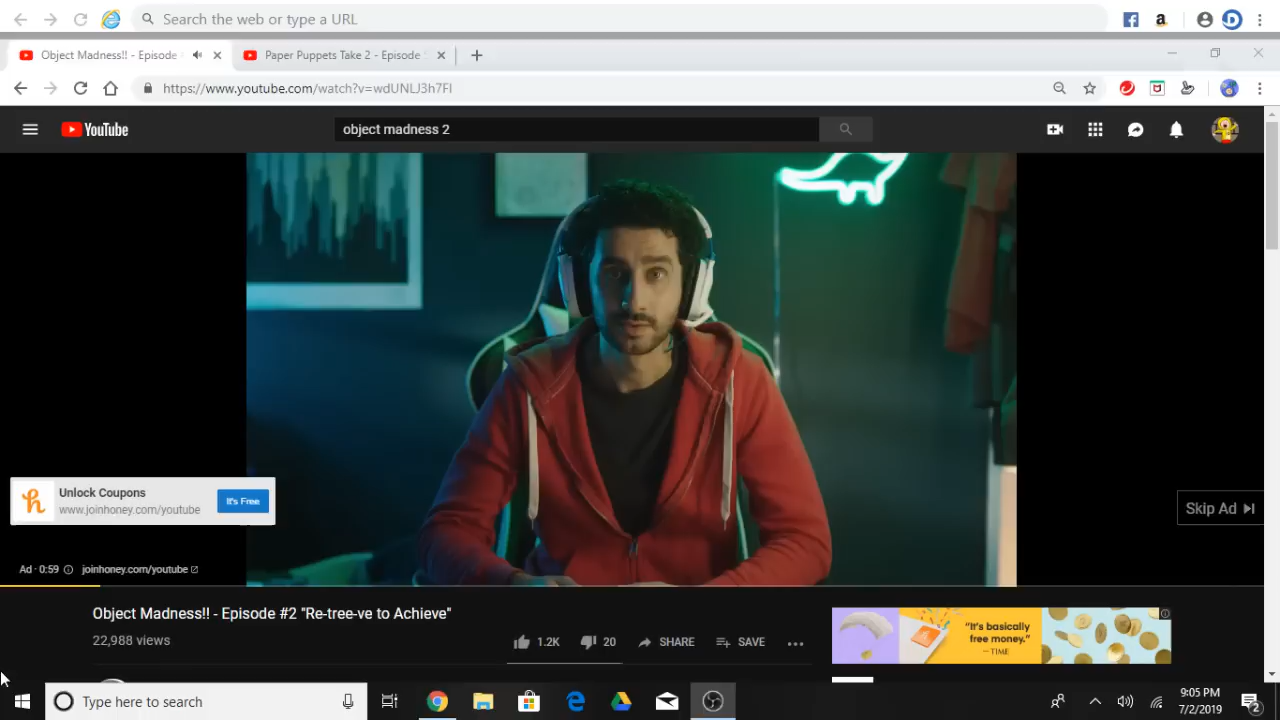 Search the web or type a URL
Object Madness!! - Episode
Paper Puppets Take 2 - Episode
https://www.youtube.com/watch?v=wdUNLJ3h7FI
YouTube
object madness 2
Unlock Coupons
www.joinhoney.com/youtube
It's Free
Skip Ad
Ad · 0:59
joinhoney.com/youtube
Object Madness!! - Episode #2 "Re-tree-ve to Achieve"
22,988 views
1.2K
20
SHARE
SAVE
"It's basically
free money."
— TIME
Type here to search
9:05 PM
7/2/2019
2